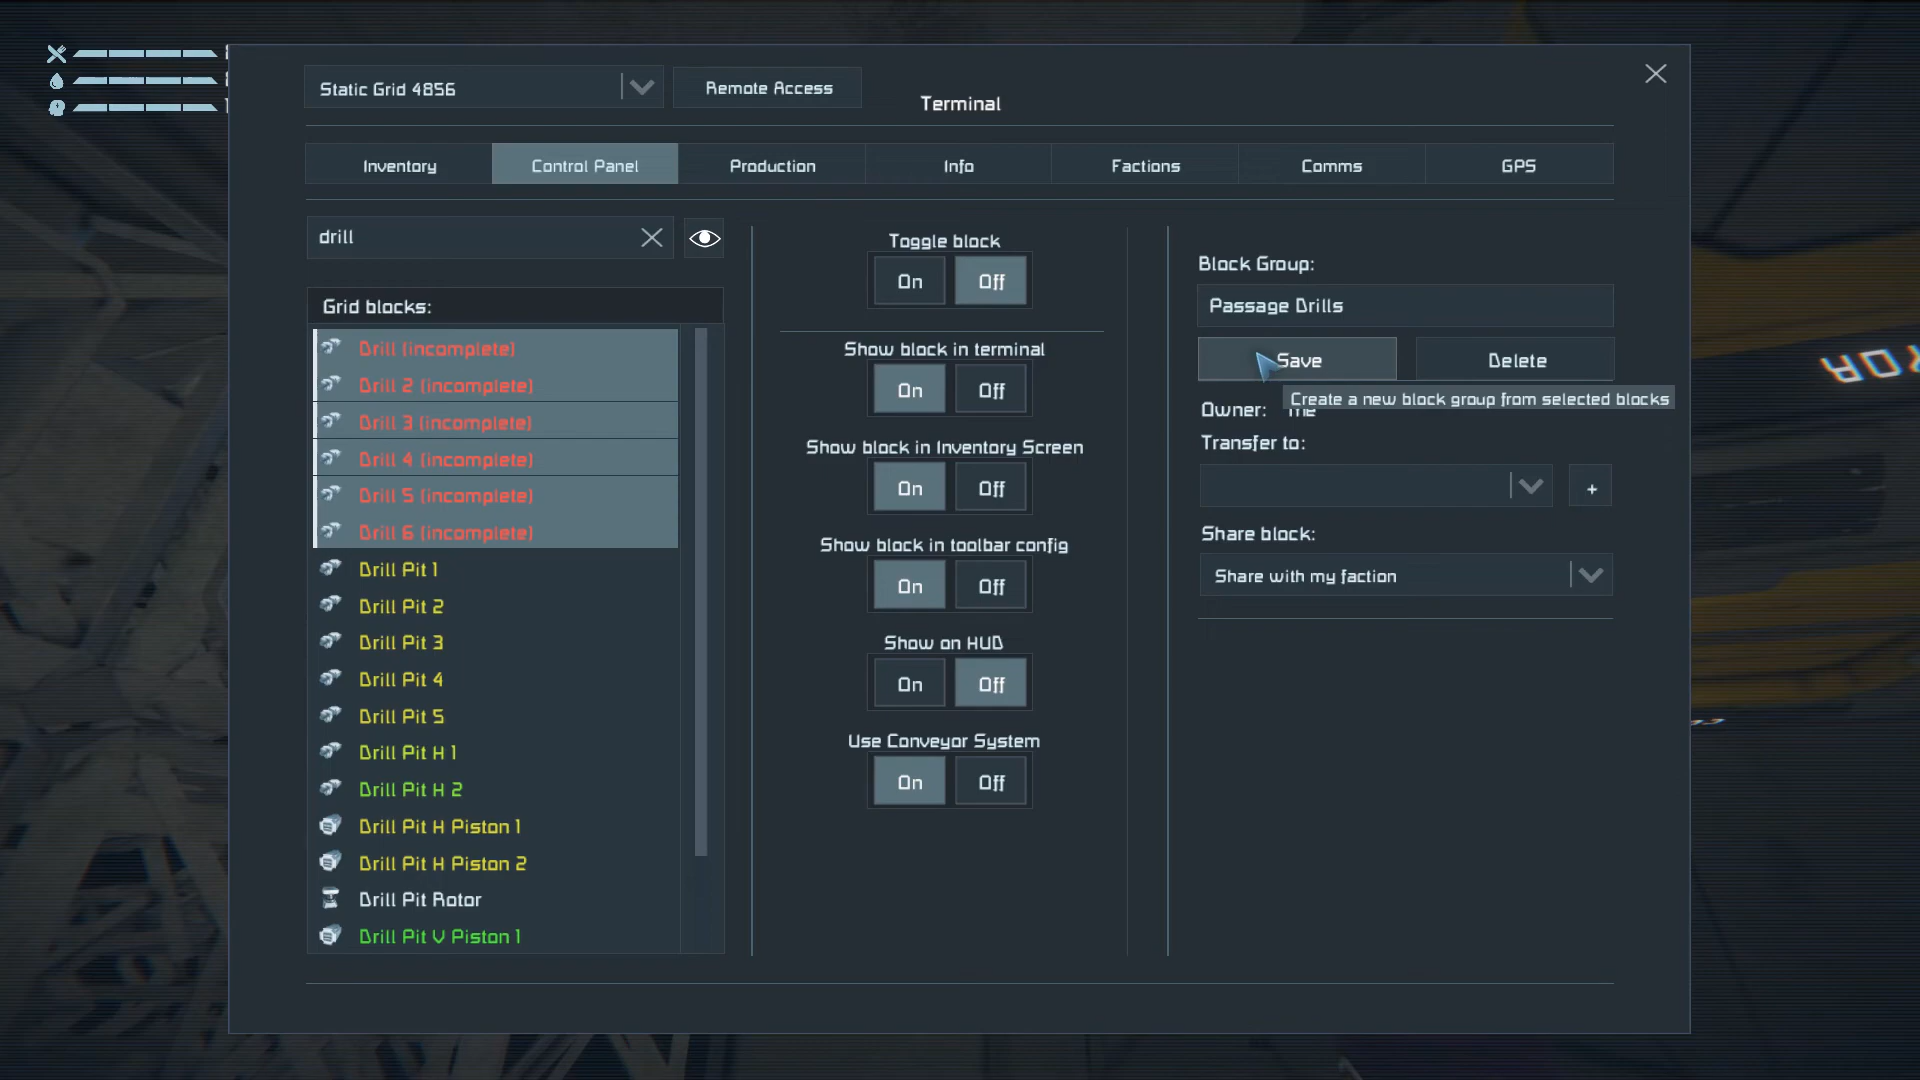 Static Grid 4856
Remote Access
Terminal
Inventory
Control Panel
Production
Info
Factions
Comms
GPS
drill
Grid blocks:
Drill (incomplete)
Drill 2 (incomplete)
Drill 3 (incomplete)
Drill 4 (incomplete)
Drill 5 (incomplete)
Drill 6 (incomplete)
Drill Pit 1
Drill Pit 2
Drill Pit 3
Drill Pit 4
Drill Pit 5
Drill Pit H 1
Drill Pit H 2
Drill Pit H Piston 1
Drill Pit H Piston 2
Drill Pit Rotor
Drill Pit V Piston 1
Toggle block
On Off
Show block in terminal
On Off
Show block in Inventory Screen
On Off
Show block in toolbar config
On Off
Show on HUD
On Off
Use Conveyor System
On Off
Block Group:
Passage Drills
Save Delete
Create a new block group from selected blocks
Owner: Me
Transfer to:
+
Share block:
Share with my faction